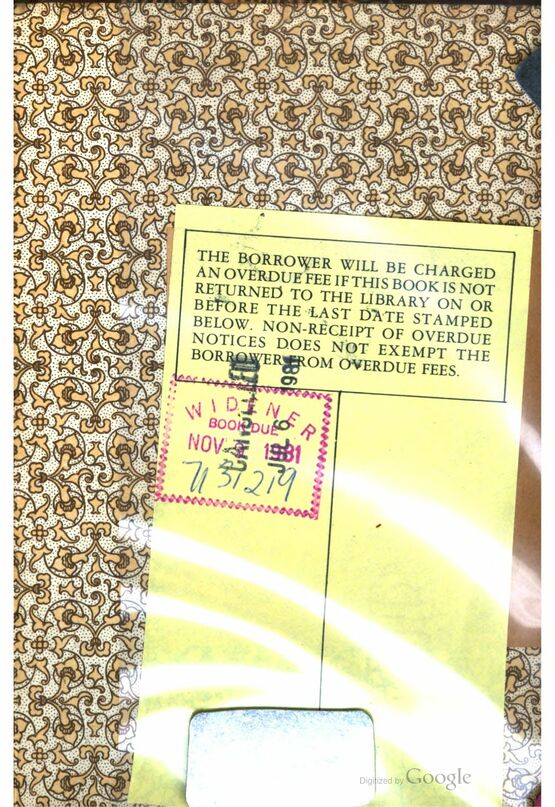 THE BORROWER WILL BE CHARGED
AN OVERDUE FEE IF THIS BOOK IS NOT
RETURNED TO THE LIBRARY ON OR
BEFORE THE LAST DATE STAMPED
BELOW. NON-RECEIPT OF OVERDUE
NOTICES DOES NOT EXEMPT THE
BORROWER FROM OVERDUE FEES.
WIDENER
BOOK DUE
NOV 1981
7131219
Digitized by Google